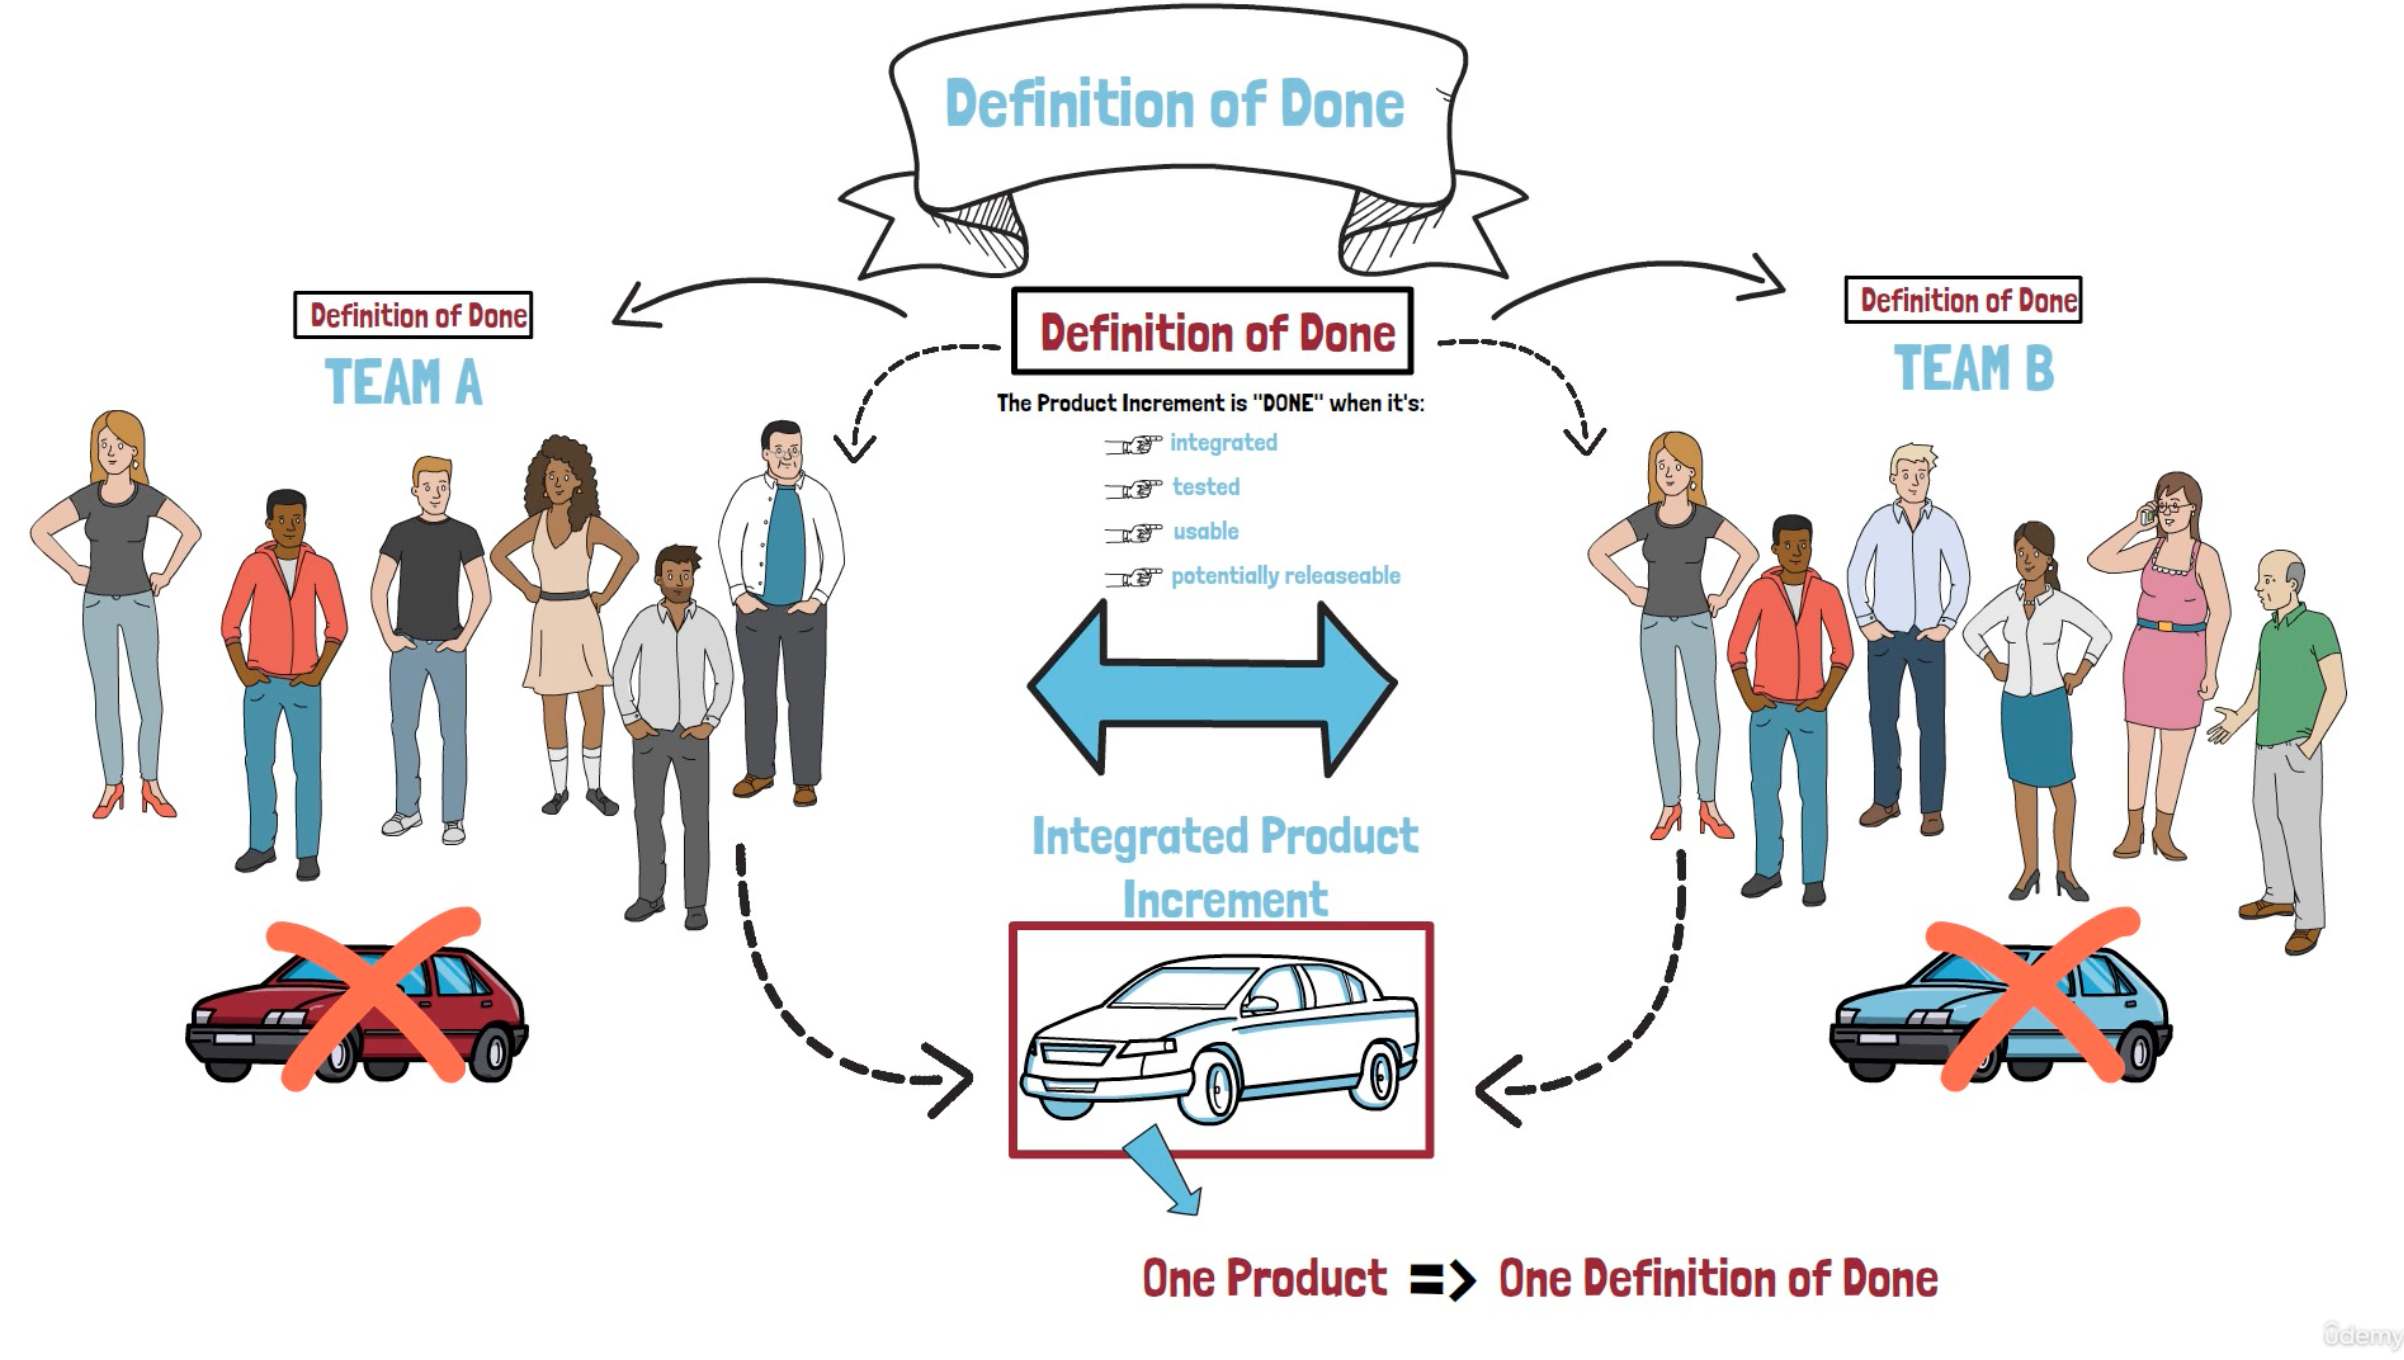 Definition of Done
Definition of Done
TEAM A
Definition of Done
The Product Increment is "DONE" when it's:
integrated
tested
usable
potentially releaseable
Definition of Done
TEAM B
Integrated Product
Increment
One Product => One Definition of Done
ûdemy